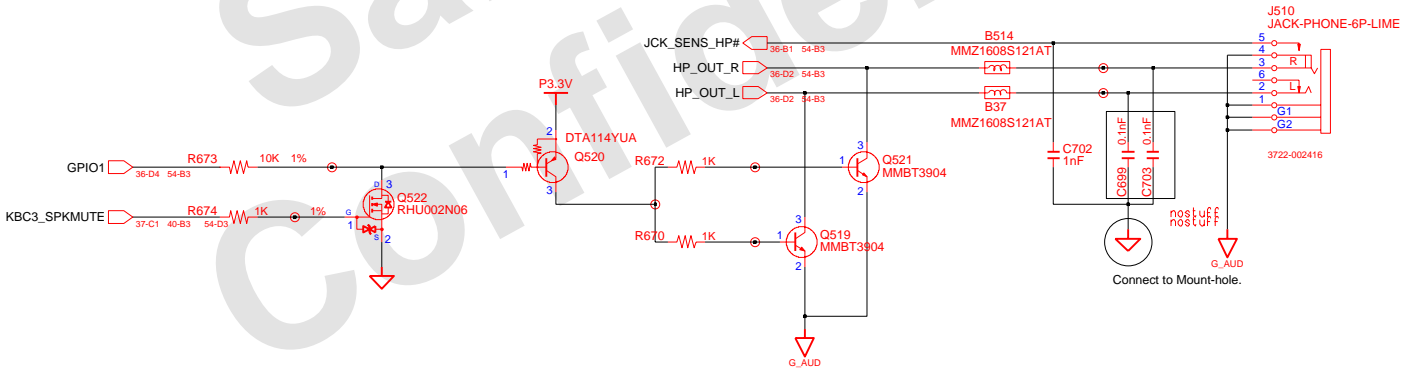 Sa
Confide
J510
JACK-PHONE-6P-LIME
JCK_SENS_HP#
36-B1 54-B3
B514
MMZ1608S121AT
5
4
HP_OUT_R
36-D2 54-B3
3
R
6
HP_OUT_L
36-D2 54-B3
B37
MMZ1608S121AT
2
L
1
G1
G2
3722-002416
P3.3V
2
DTA114YUA
Q520
1
3
GPIO1
36-D4 54-B3
R673
10K 1%
D
3
Q522
RHU002N06
KBC3_SPKMUTE
37-C1 40-B3 54-D3
R674
1K
1%
G
1
S
2
R672
1K
1
3
Q521
MMBT3904
2
R670
1K
1
3
Q519
MMBT3904
2
G_AUD
C702
1nF
C699
0.1nF
C703
0.1nF
nostuff
nostuff
G_AUD
Connect to Mount-hole.